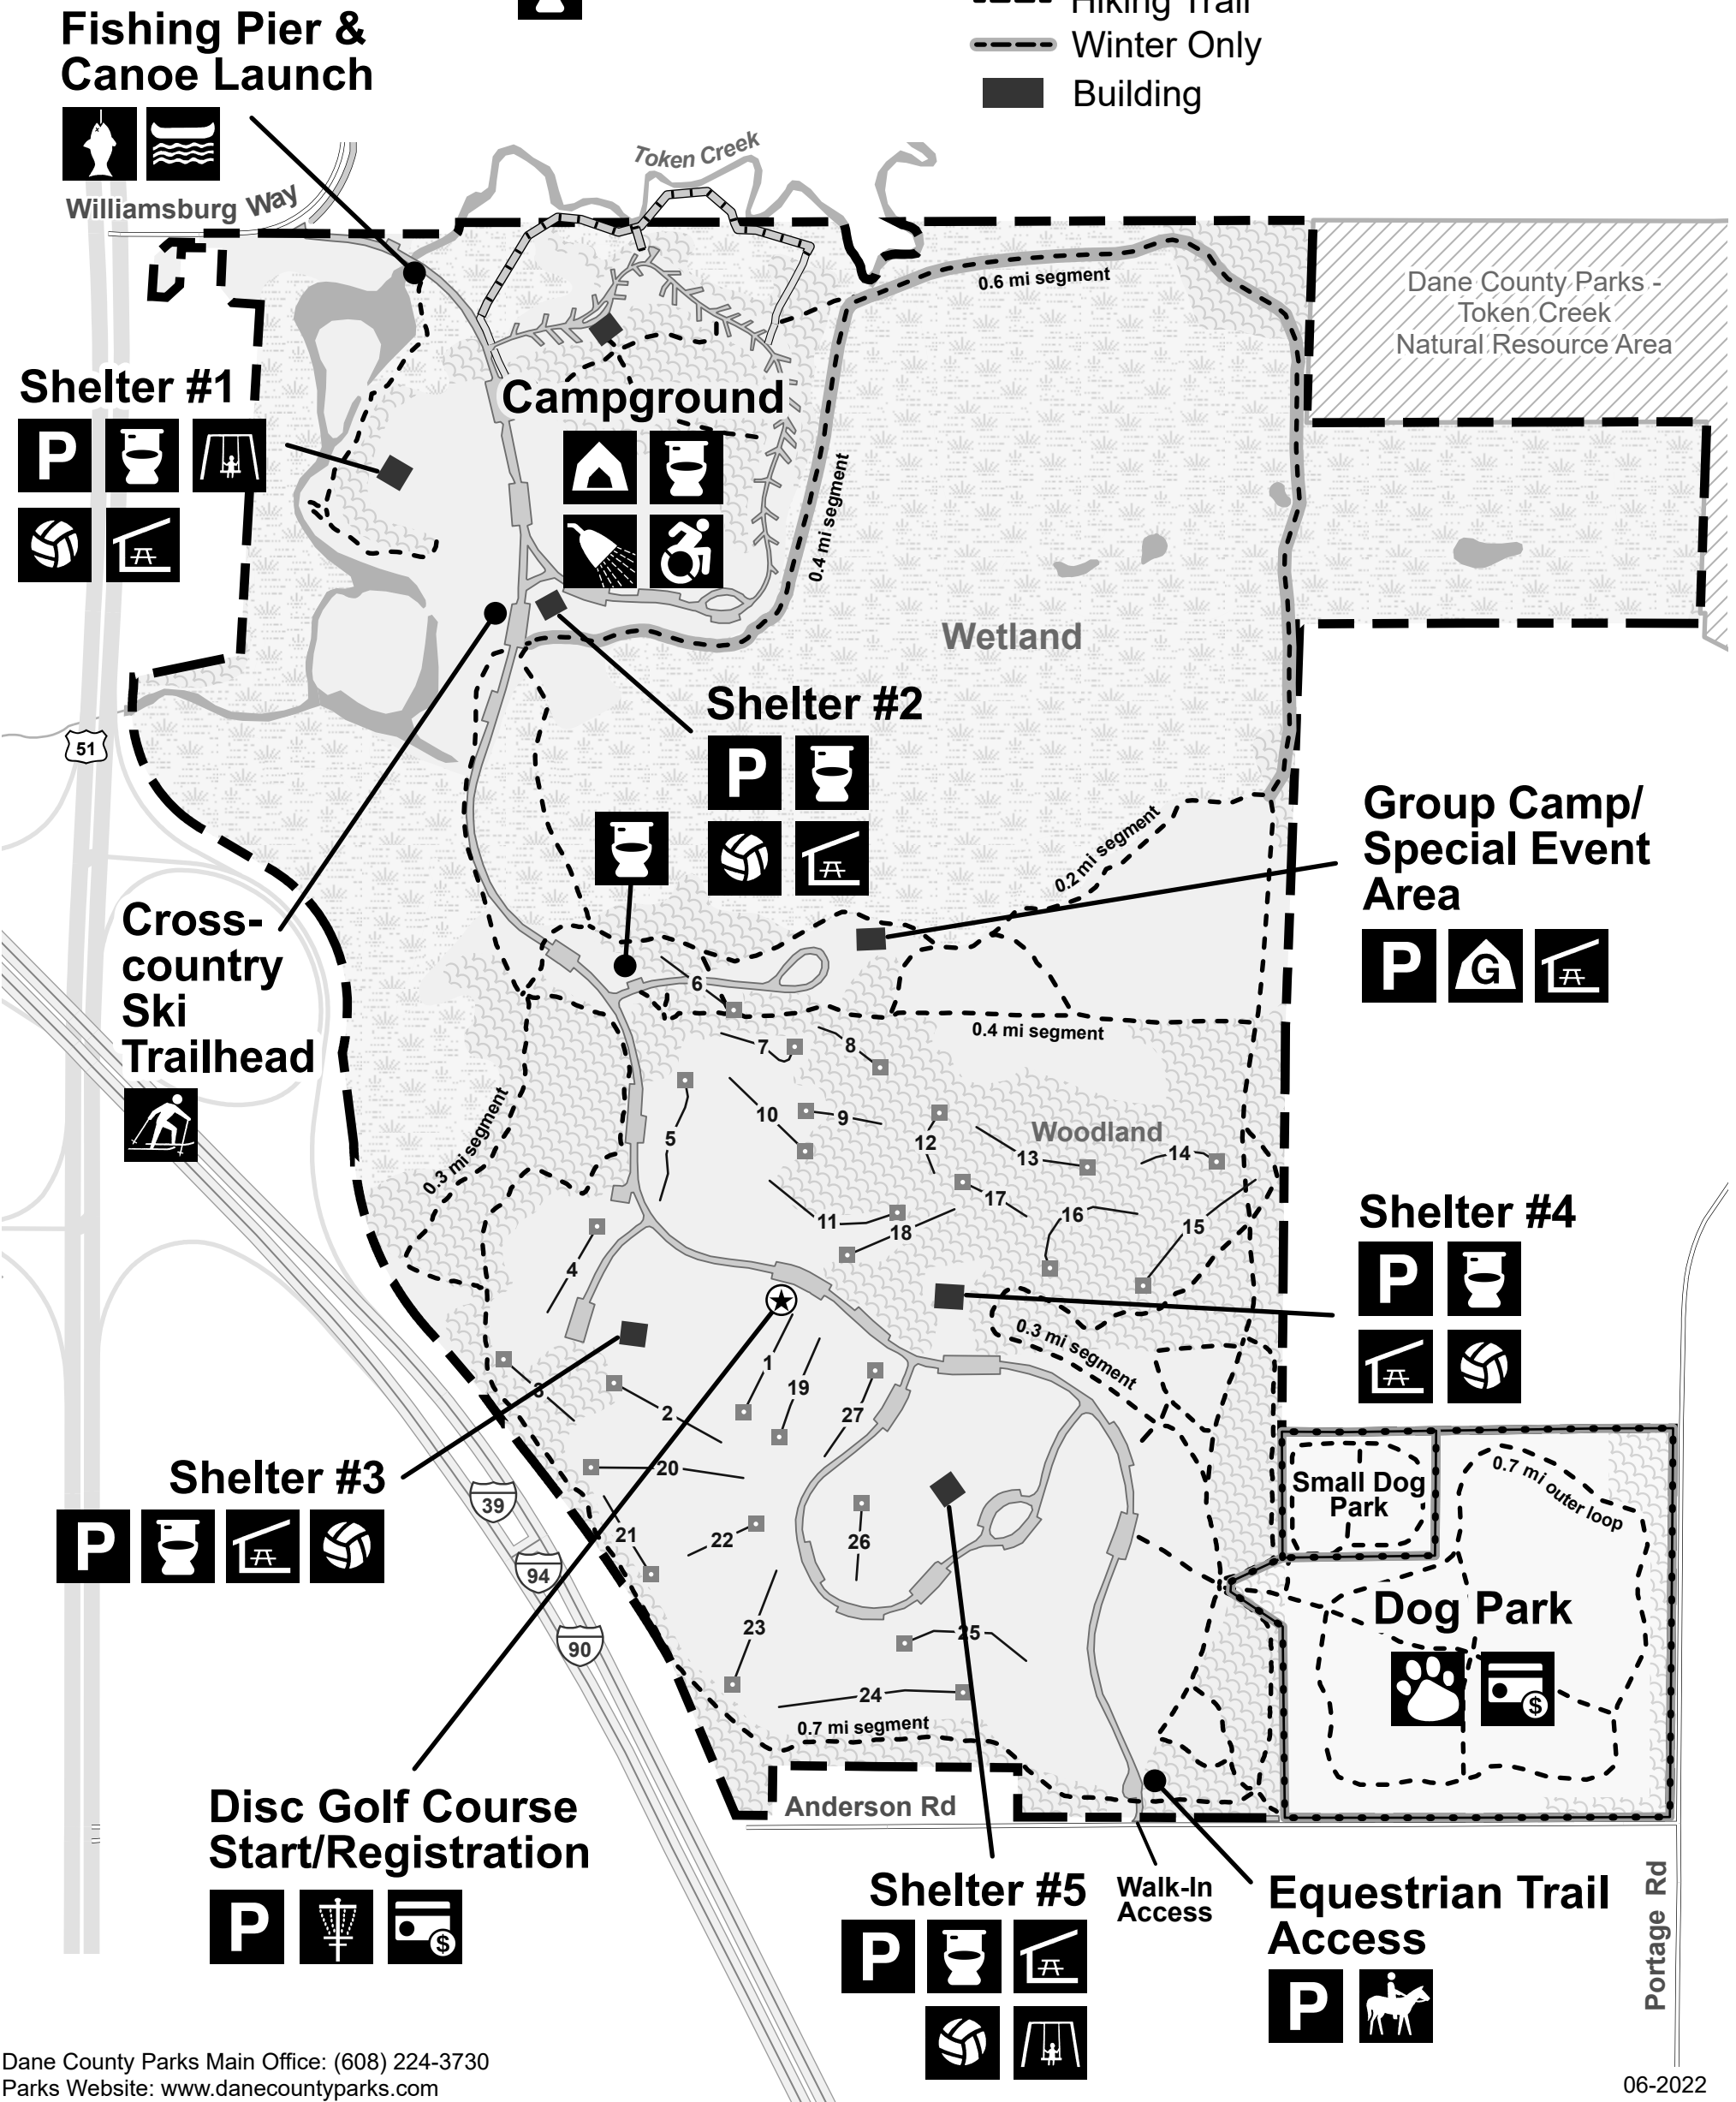 Hiking Trail
Winter Only
Building
Fishing Pier &
Canoe Launch
Token Creek
Williamsburg Way
0.6 mi segment
Dane County Parks -
Token Creek
Natural Resource Area
Shelter #1
P
Campground
0.4 mi segment
Wetland
51
Shelter #2
P
Group Camp/
Special Event
Area
P
G
0.2 mi segment
Cross-
country
Ski
Trailhead
6
0.4 mi segment
7
8
10
9
5
12
Woodland
13
14
0.3 mi segment
17
16
11
18
15
4
Shelter #4
P
0.3 mi segment
1
19
3
2
27
20
Shelter #3
P
39
21
22
26
94
90
Small Dog
Park
0.7 mi outer loop
Dog Park
$
23
25
24
0.7 mi segment
Anderson Rd
Disc Golf Course
Start/Registration
P
$
Shelter #5
P
Walk-In
Access
Equestrian Trail
Access
P
Portage Rd
Dane County Parks Main Office: (608) 224-3730
Parks Website: www.danecountyparks.com
06-2022